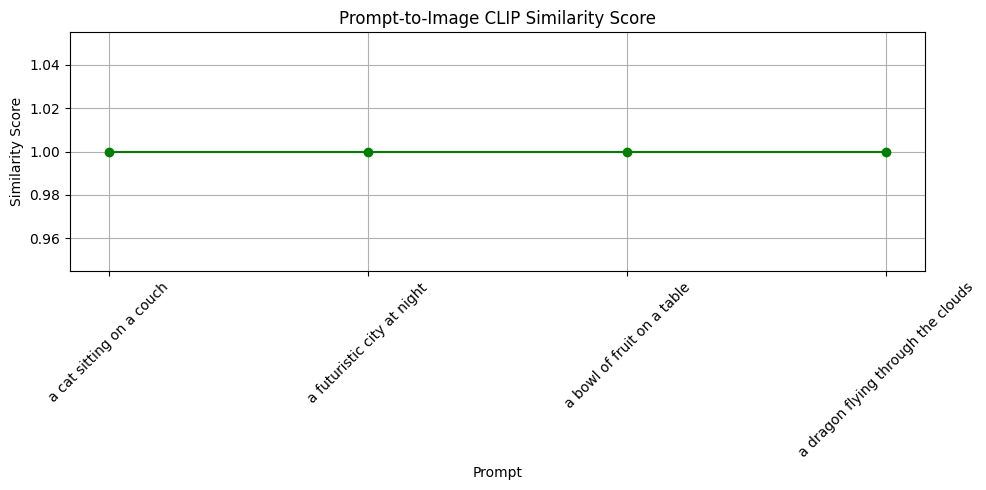 Prompt-to-Image CLIP Similarity Score
Similarity Score
1.04
1.02
1.00
0.98
0.96
a cat sitting on a couch
a futuristic city at night
a bowl of fruit on a table
a dragon flying through the clouds
Prompt